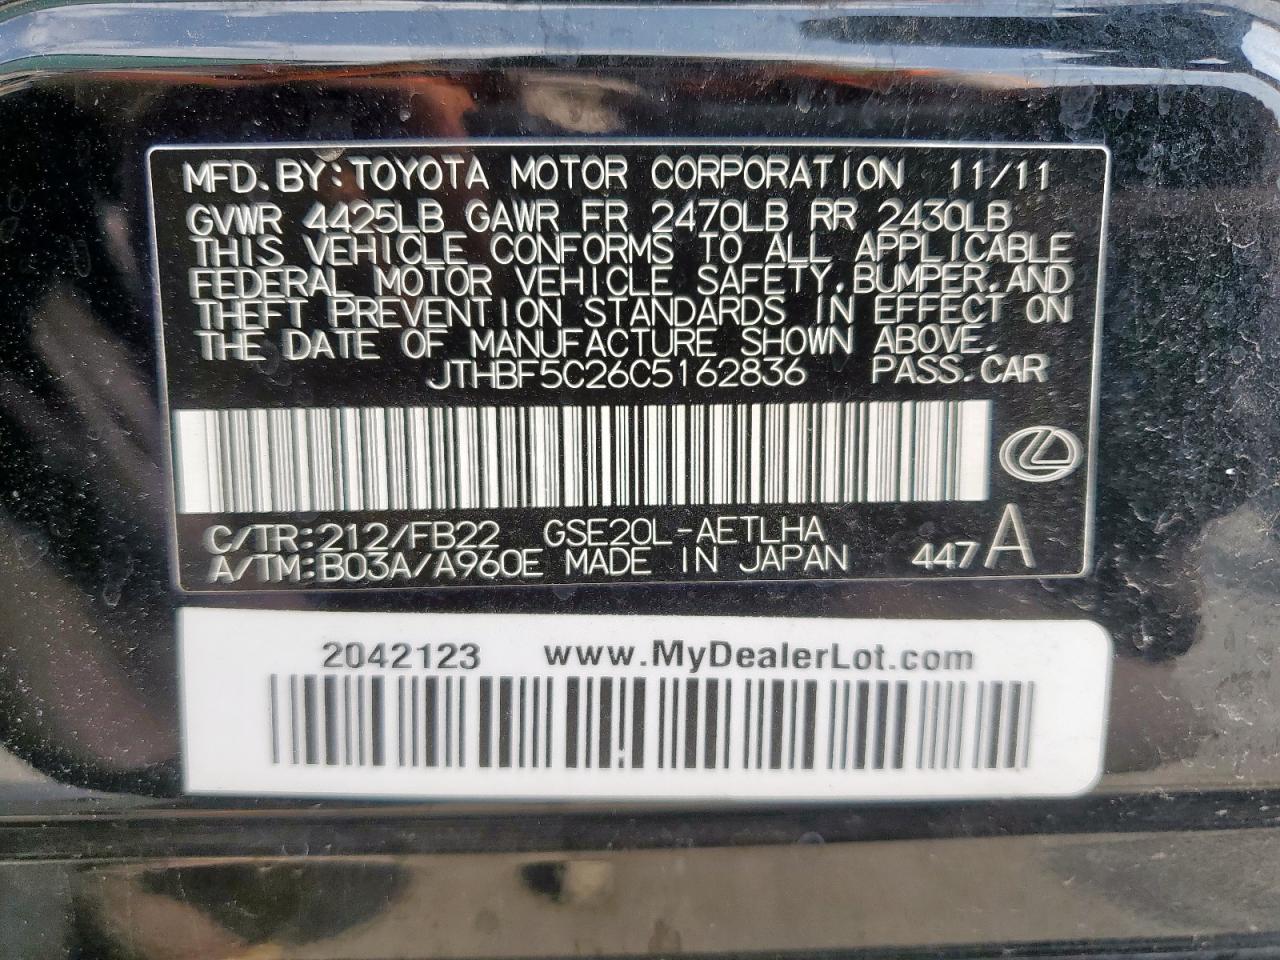 MFD.BY:TOYOTA MOTOR CORPORATION 11/11
GVWR 4425LB GAWR FR 2470LB RR 2430LB
THIS VEHICLE CONFORMS TO ALL APPLICABLE
FEDERAL MOTOR VEHICLE SAFETY.BUMPER.AND
THEFT PREVENTION STANDARDS IN EFFECT ON
THE DATE OF MANUFACTURE SHOWN ABOVE.
JTHBF5C26C5162836 PASS.CAR
C/TR:212/FB22 GSE20L-AETLHA
A/TM:B03A/A960E MADE IN JAPAN 447 A
2042123 www.MyDealerLot.com